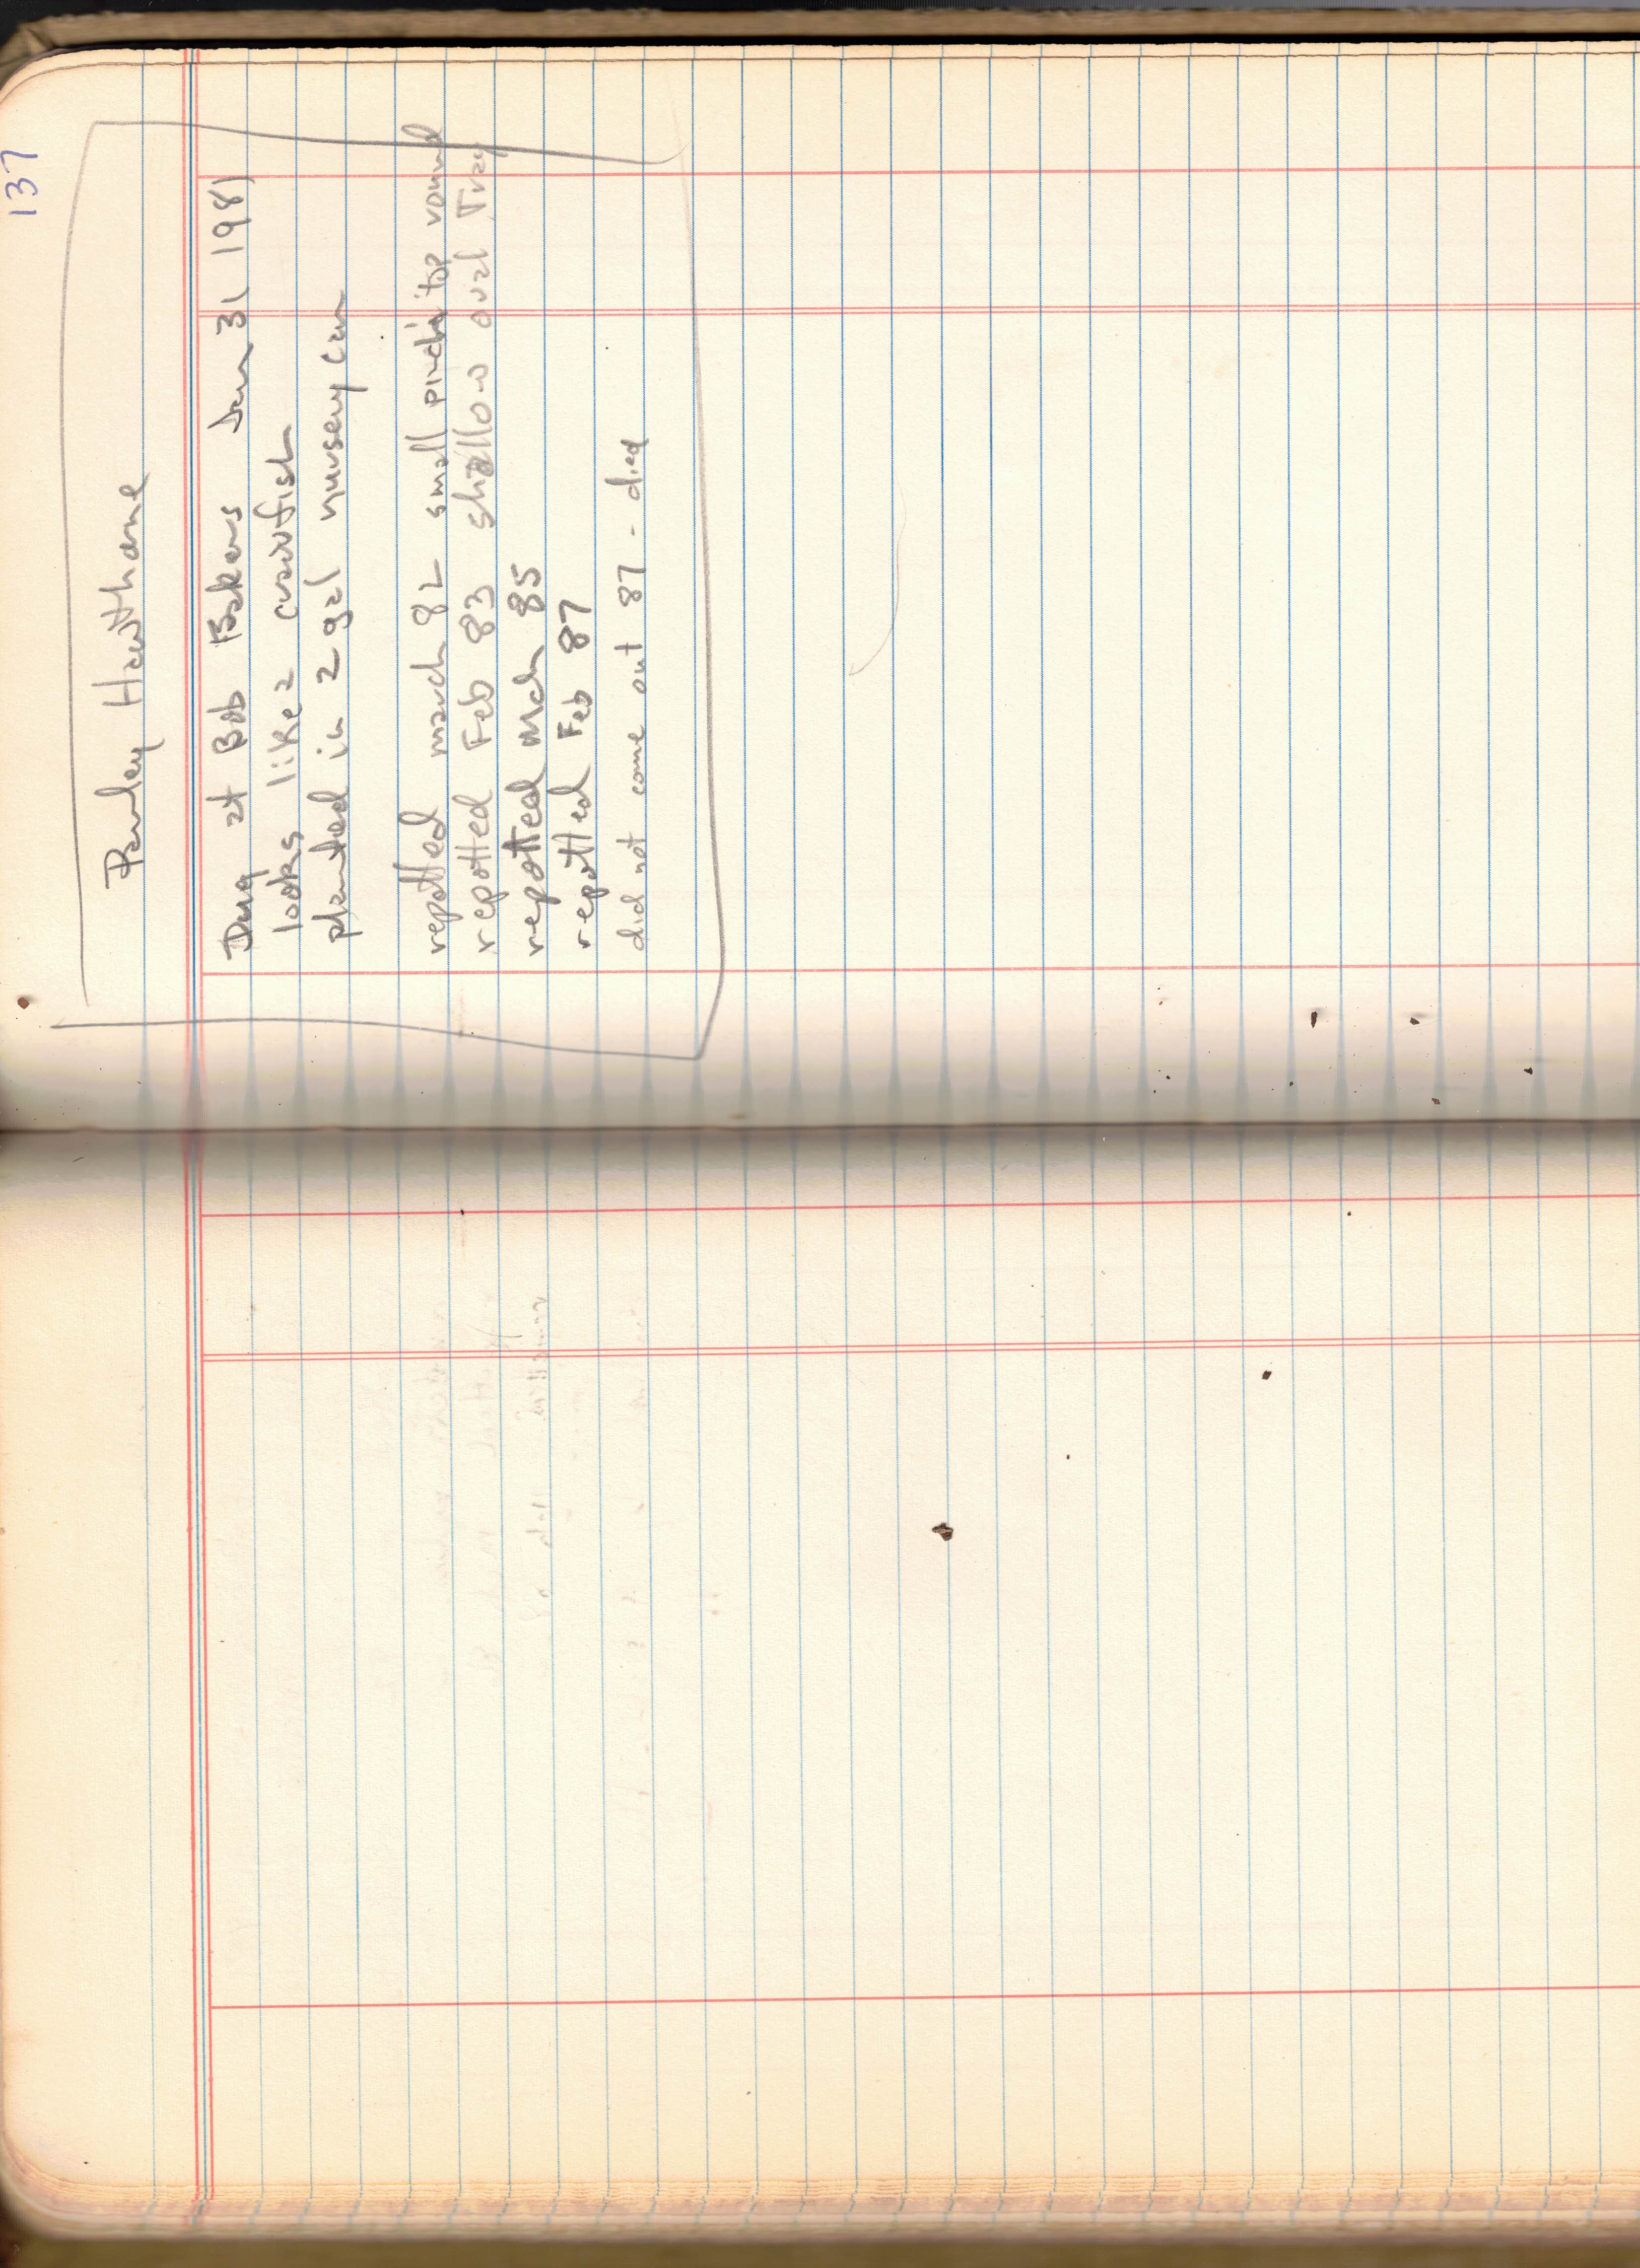 137
Parsley Hawthorne
Dug at Bob Bakers Jan 31 1981
looks like a crawfish
planted in 2 gal nursery can
repotted march 82 small pinch'd top round
repotted Feb 83 shallow oval Tray
repotted Mch 85
repotted Feb 87
did not come out 87 - died